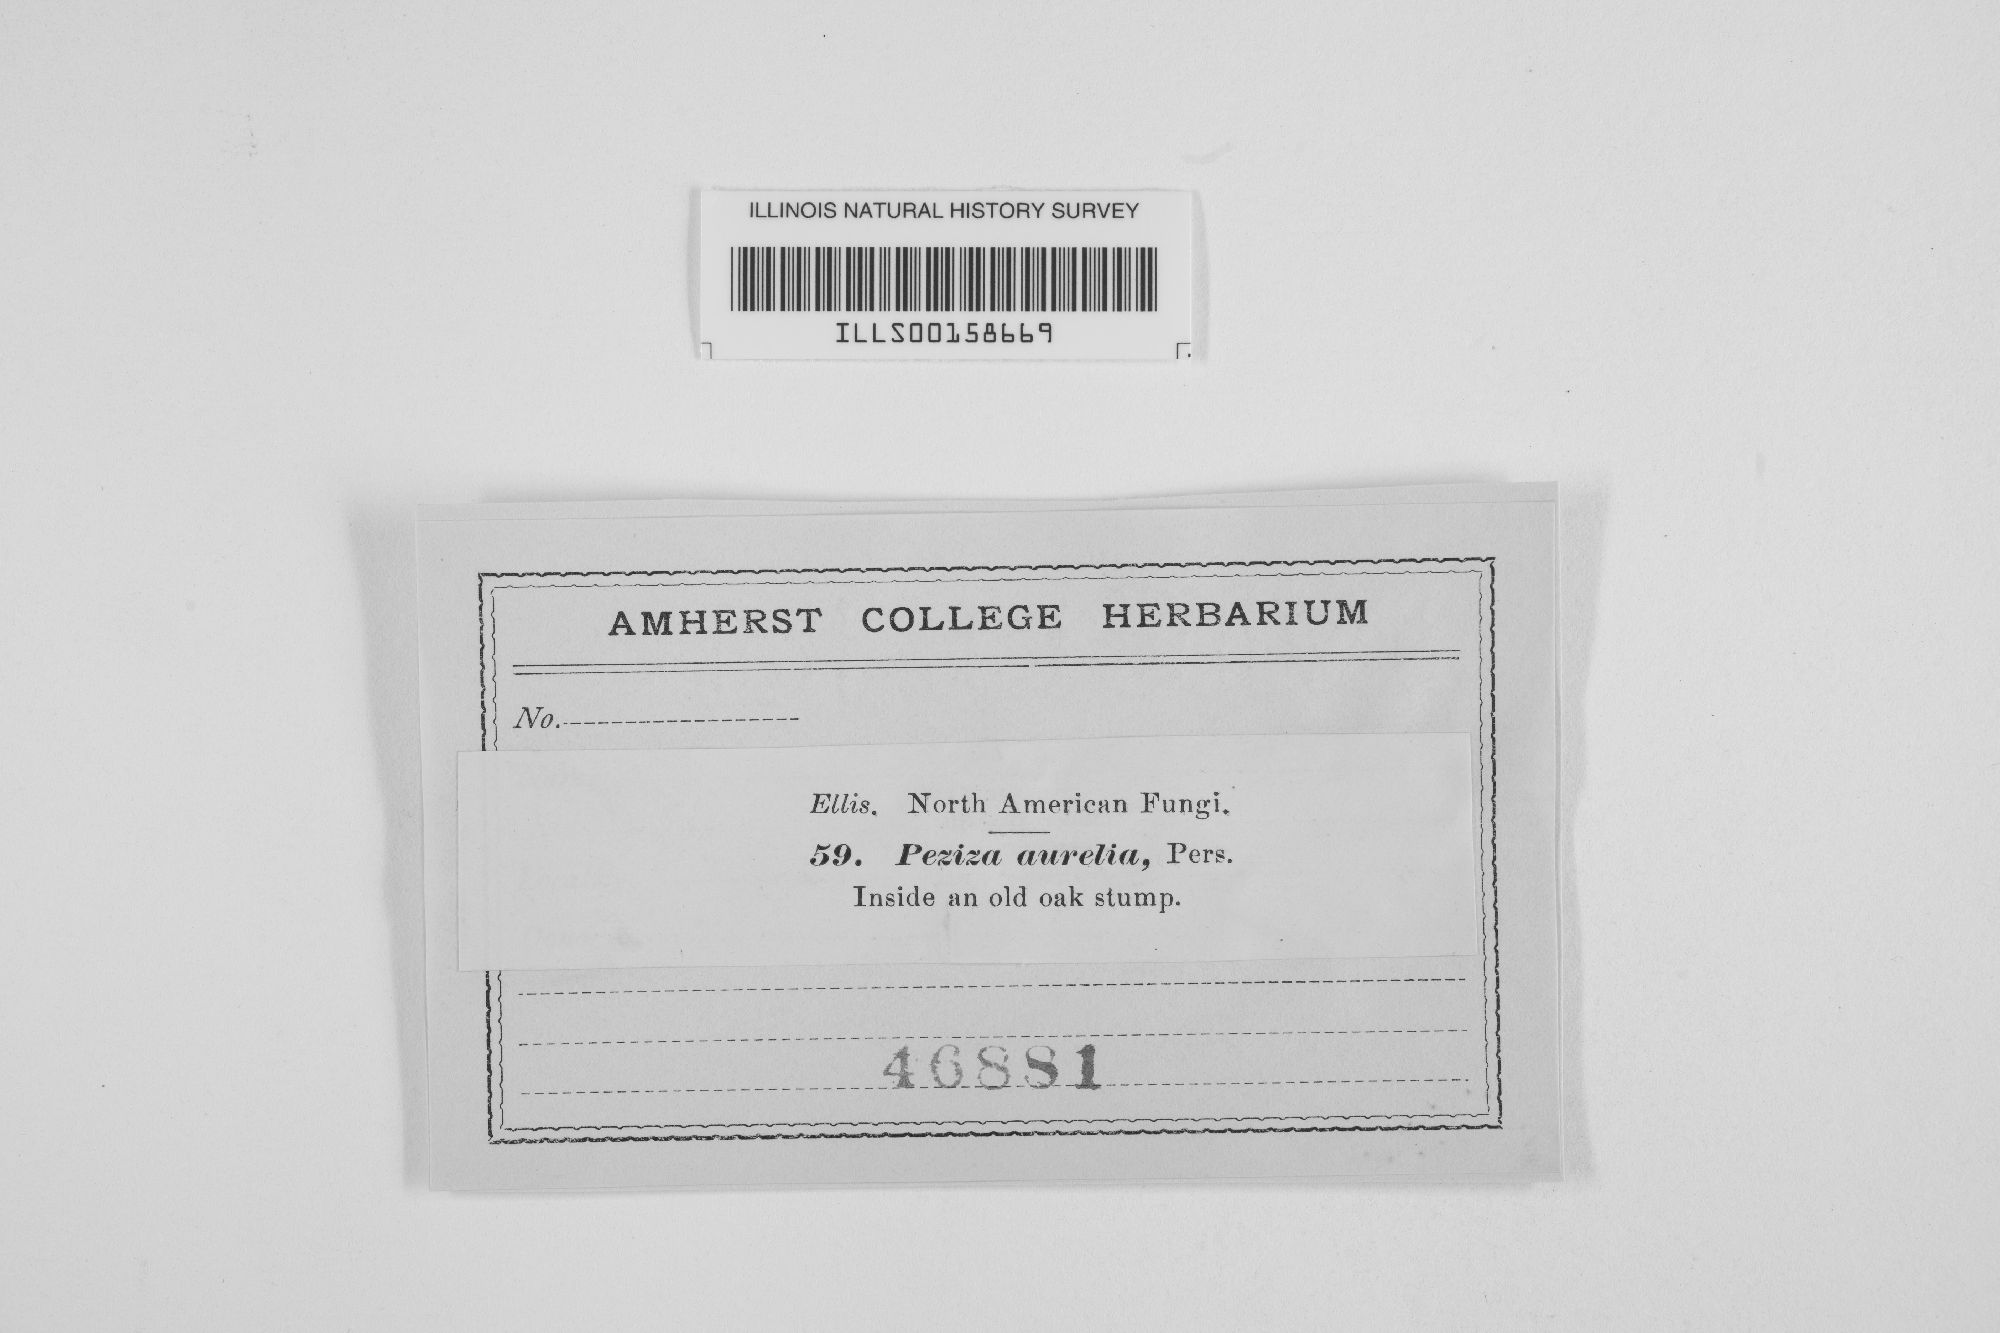 ILLINOIS NATURAL HISTORY SURVEY
ILLS00158669
AMHERST COLLEGE HERBARIUM
No.
Ellis. North American Fungi.
59. Peziza aurelia, Pers.
Inside an old oak stump.
46881